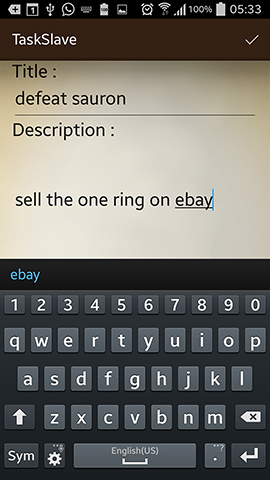 100% 05:33
TaskSlave
Title :
defeat sauron
Description :
sell the one ring on ebay
ebay
1 2 3 4 5 6 7 8 9 0
q w e r t y u i o p
a s d f g h j k l
z x c v b n m
Sym English(US) . ,?